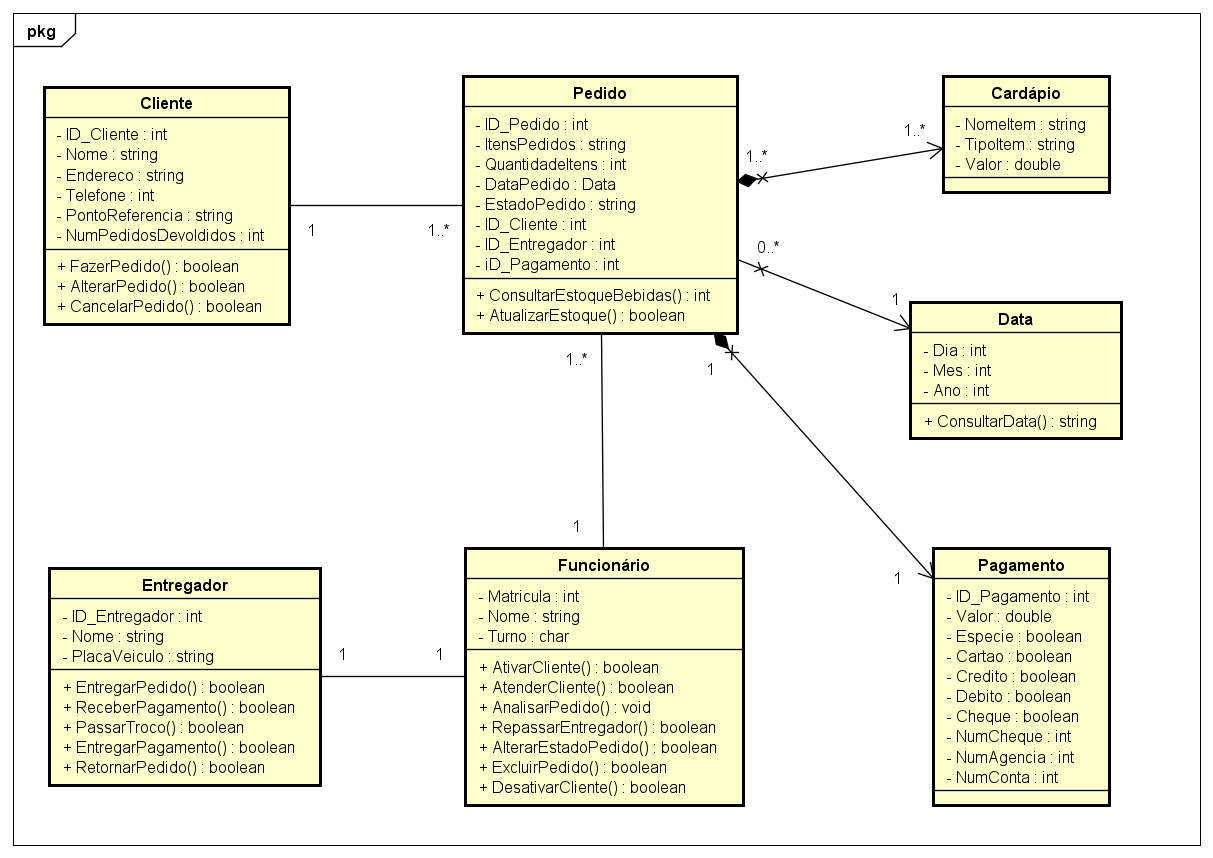 pkg
Cliente
- ID_Cliente : int
- Nome : string
- Endereco : string
- Telefone : int
- PontoReferencia : string
- NumPedidosDevoldidos : int
+ FazerPedido() : boolean
+ AlterarPedido() : boolean
+ CancelarPedido() : boolean
1
1..*
Pedido
- ID_Pedido : int
- ItensPedidos : string
- QuantidadeItens : int
- DataPedido : Data
- EstadoPedido : string
- ID_Cliente : int
- ID_Entregador : int
- iD_Pagamento : int
+ ConsultarEstoqueBebidas() : int
+ AtualizarEstoque() : boolean
1..*
1..*
Cardápio
- NomeItem : string
- TipoItem : string
- Valor : double
0..*
1
Data
- Dia : int
- Mes : int
- Ano : int
+ ConsultarData() : string
1..*
1
1
1
Entregador
- ID_Entregador : int
- Nome : string
- PlacaVeiculo : string
+ EntregarPedido() : boolean
+ ReceberPagamento() : boolean
+ PassarTroco() : boolean
+ EntregarPagamento() : boolean
+ RetornarPedido() : boolean
1
1
Funcionário
- Matricula : int
- Nome : string
- Turno : char
+ AtivarCliente() : boolean
+ AtenderCliente() : boolean
+ AnalisarPedido() : void
+ RepassarEntregador() : boolean
+ AlterarEstadoPedido() : boolean
+ ExcluirPedido() : boolean
+ DesativarCliente() : boolean
Pagamento
- ID_Pagamento : int
- Valor : double
- Especie : boolean
- Cartao : boolean
- Credito : boolean
- Debito : boolean
- Cheque : boolean
- NumCheque : int
- NumAgencia : int
- NumConta : int